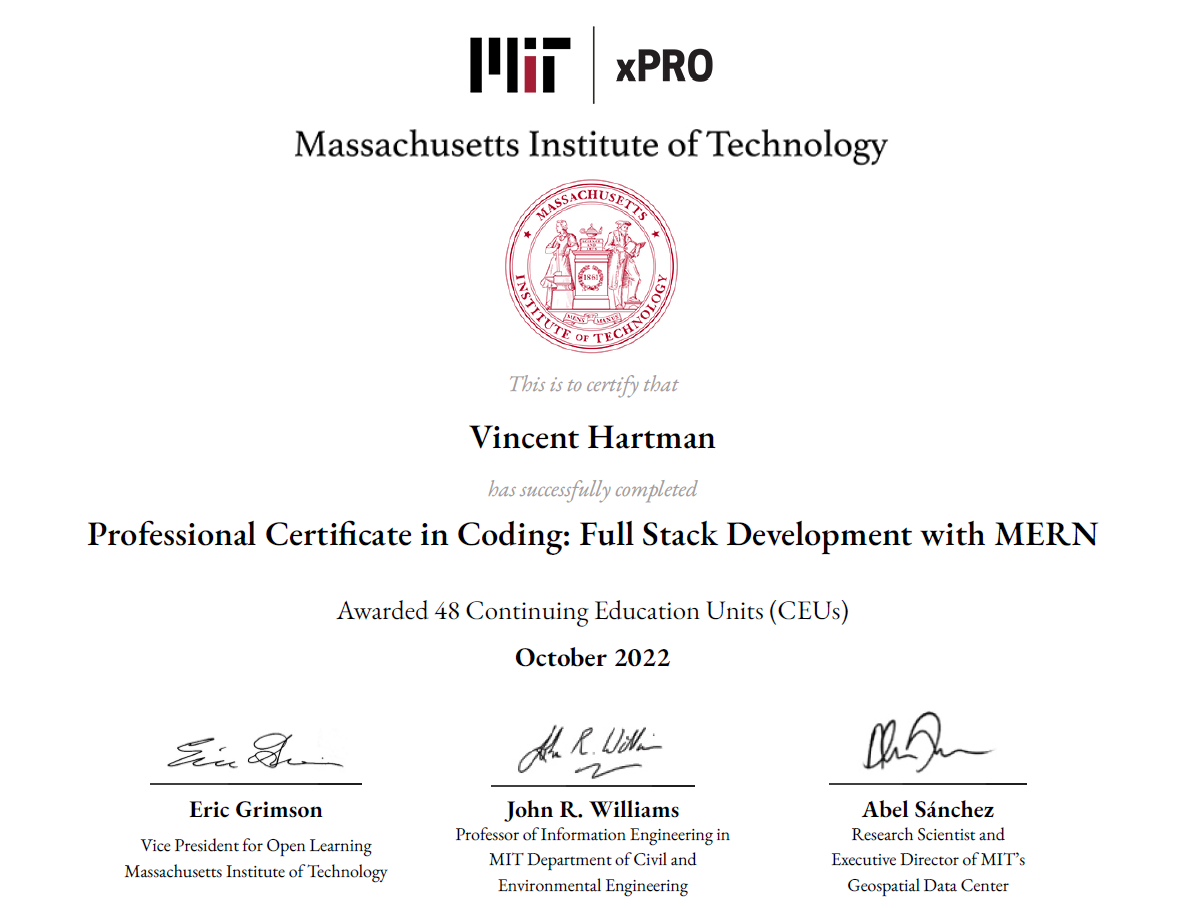 MIT xPRO
Massachusetts Institute of Technology
MASSACHUSETTS
SCIENCE
AND
ARTS
1861
MENS ET MANUS
INSTITUTE OF TECHNOLOGY
This is to certify that
Vincent Hartman
has successfully completed
Professional Certificate in Coding: Full Stack Development with MERN
Awarded 48 Continuing Education Units (CEUs)
October 2022
Eric Grimson
John R. Williams
Abel Sánchez
Vice President for Open Learning
Massachusetts Institute of Technology
Professor of Information Engineering in
MIT Department of Civil and
Environmental Engineering
Research Scientist and
Executive Director of MIT’s
Geospatial Data Center